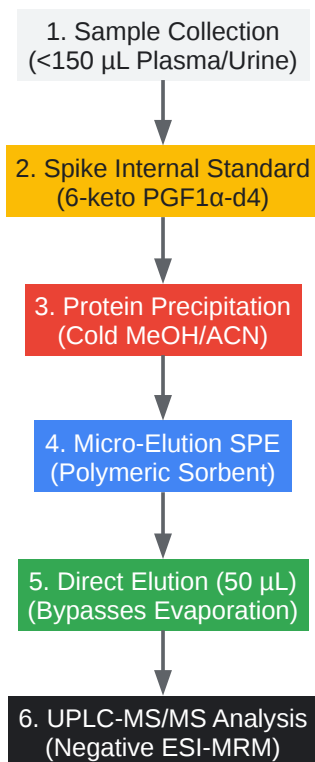 1. Sample Collection
(<150 µL Plasma/Urine)
2. Spike Internal Standard
(6-keto PGF1α-d4)
3. Protein Precipitation
(Cold MeOH/ACN)
4. Micro-Elution SPE
(Polymeric Sorbent)
5. Direct Elution (50 µL)
(Bypasses Evaporation)
6. UPLC-MS/MS Analysis
(Negative ESI-MRM)